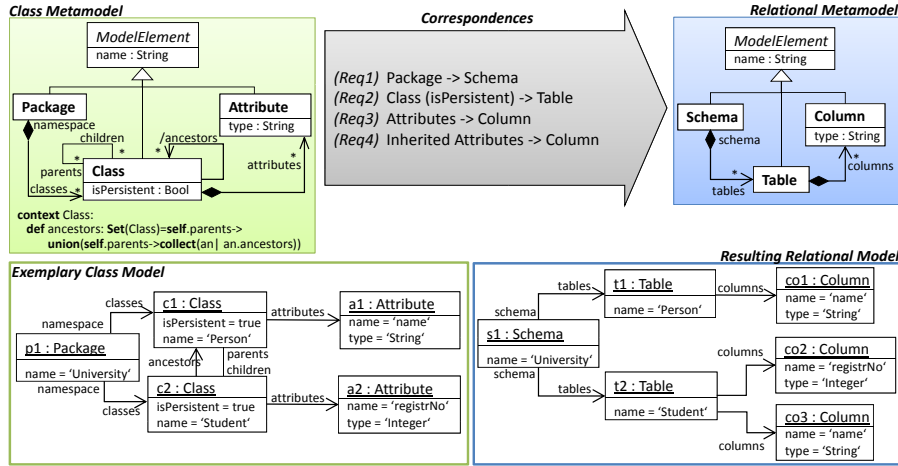 Class Metamodel
ModelElement
name : String
Package
namespace
Attribute
type : String
children
/ancestors
*
*
*
parents
Class
isPersistent : Bool
*
attributes
classes
*
context Class:
def ancestors: Set(Class)=self.parents->
union(self.parents->collect(an| an.ancestors))
Correspondences
(Req1) Package -> Schema
(Req2) Class (isPersistent) -> Table
(Req3) Attributes -> Column
(Req4) Inherited Attributes -> Column
Relational Metamodel
ModelElement
name : String
Schema
schema
Column
type : String
*
tables
Table
*
columns
Exemplary Class Model
classes
namespace
p1 : Package
name = 'University'
namespace
classes
c1 : Class
isPersistent = true
name = 'Person'
ancestors
parents
children
c2 : Class
isPersistent = true
name = 'Student'
attributes
a1 : Attribute
name = 'name'
type = 'String'
attributes
a2 : Attribute
name = 'registrNo'
type = 'Integer'
Resulting Relational Model
tables
schema
s1 : Schema
name = 'University'
schema
tables
t1 : Table
name = 'Person'
columns
co1 : Column
name = 'name'
type = 'String'
t2 : Table
name = 'Student'
columns
co2 : Column
name = 'registrNo'
type = 'Integer'
columns
co3 : Column
name = 'name'
type = 'String'